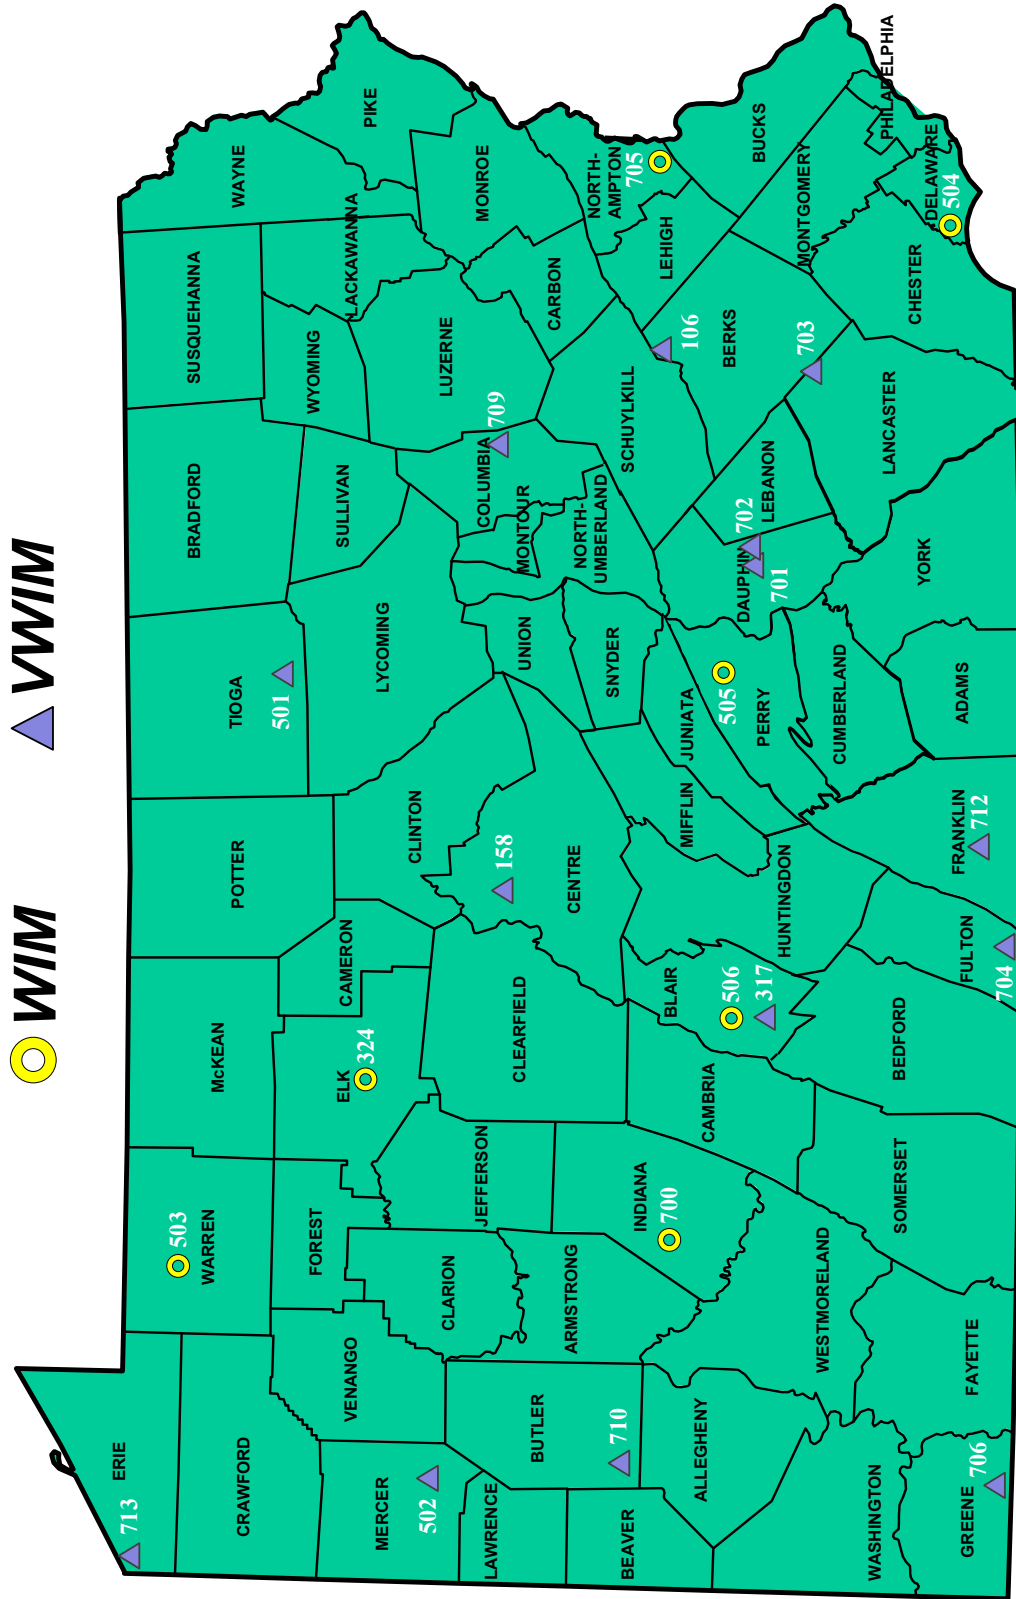 WIM
VWIM
ERIE
713
CRAWFORD
MERCER
502
LAWRENCE
BEAVER
WASHINGTON
GREENE
706
WARREN
503
FOREST
VENANGO
CLARION
BUTLER
710
ARMSTRONG
ALLEGHENY
WESTMORELAND
FAYETTE
McKEAN
ELK
324
JEFFERSON
INDIANA
700
CAMBRIA
SOMERSET
POTTER
CAMERON
CLEARFIELD
CLINTON
CENTRE
158
BLAIR
506
317
BEDFORD
HUNTINGDON
FULTON
704
FRANKLIN
712
TIOGA
501
LYCOMING
UNION
SNYDER
MIFFLIN
JUNIATA
505
PERRY
CUMBERLAND
ADAMS
BRADFORD
SULLIVAN
COLUMBIA
709
MONTOUR
NORTH-
UMBERLAND
DAUPHIN
701
702
LEBANON
YORK
SUSQUEHANNA
WYOMING
LUZERNE
SCHUYLKILL
106
BERKS
703
LANCASTER
WAYNE
LACKAWANNA
PIKE
MONROE
CARBON
NORTH-
AMPTON
705
LEHIGH
BUCKS
MONTGOMERY
PHILADELPHIA
DELAWARE
504
CHESTER